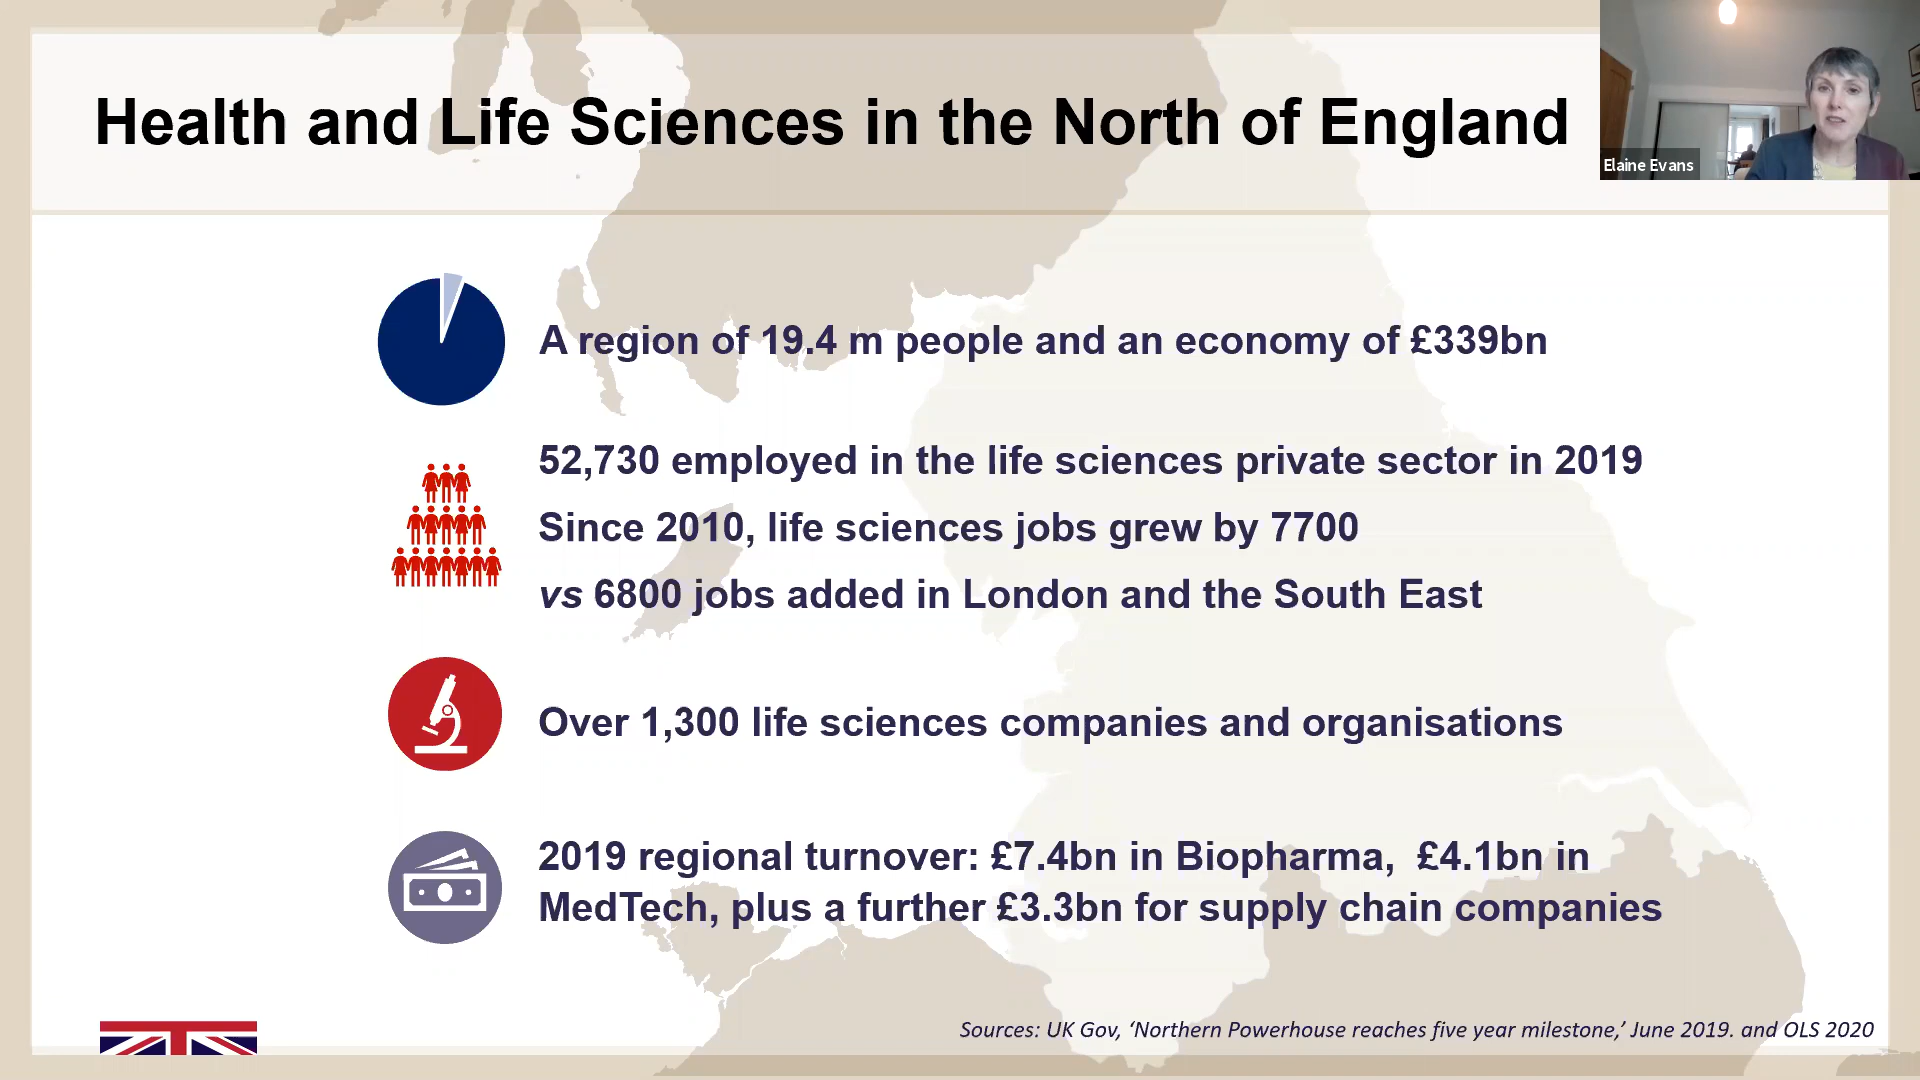 Health and Life Sciences in the North of England
Elaine Evans
A region of 19.4 m people and an economy of £339bn
52,730 employed in the life sciences private sector in 2019
Since 2010, life sciences jobs grew by 7700
vs 6800 jobs added in London and the South East
Over 1,300 life sciences companies and organisations
2019 regional turnover: £7.4bn in Biopharma,  £4.1bn in
MedTech, plus a further £3.3bn for supply chain companies
Sources: UK Gov, ‘Northern Powerhouse reaches five year milestone,’ June 2019. and OLS 2020